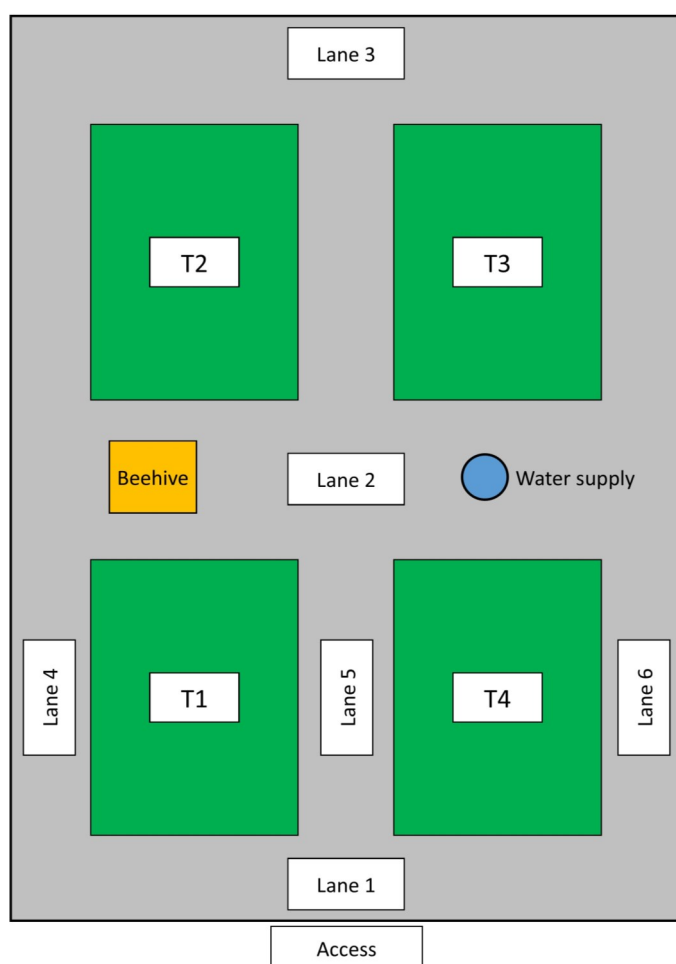 Lane 3
T2
T3
Beehive
Lane 2
Water supply
Lane 4
T1
Lane 5
T4
Lane 6
Lane 1
Access